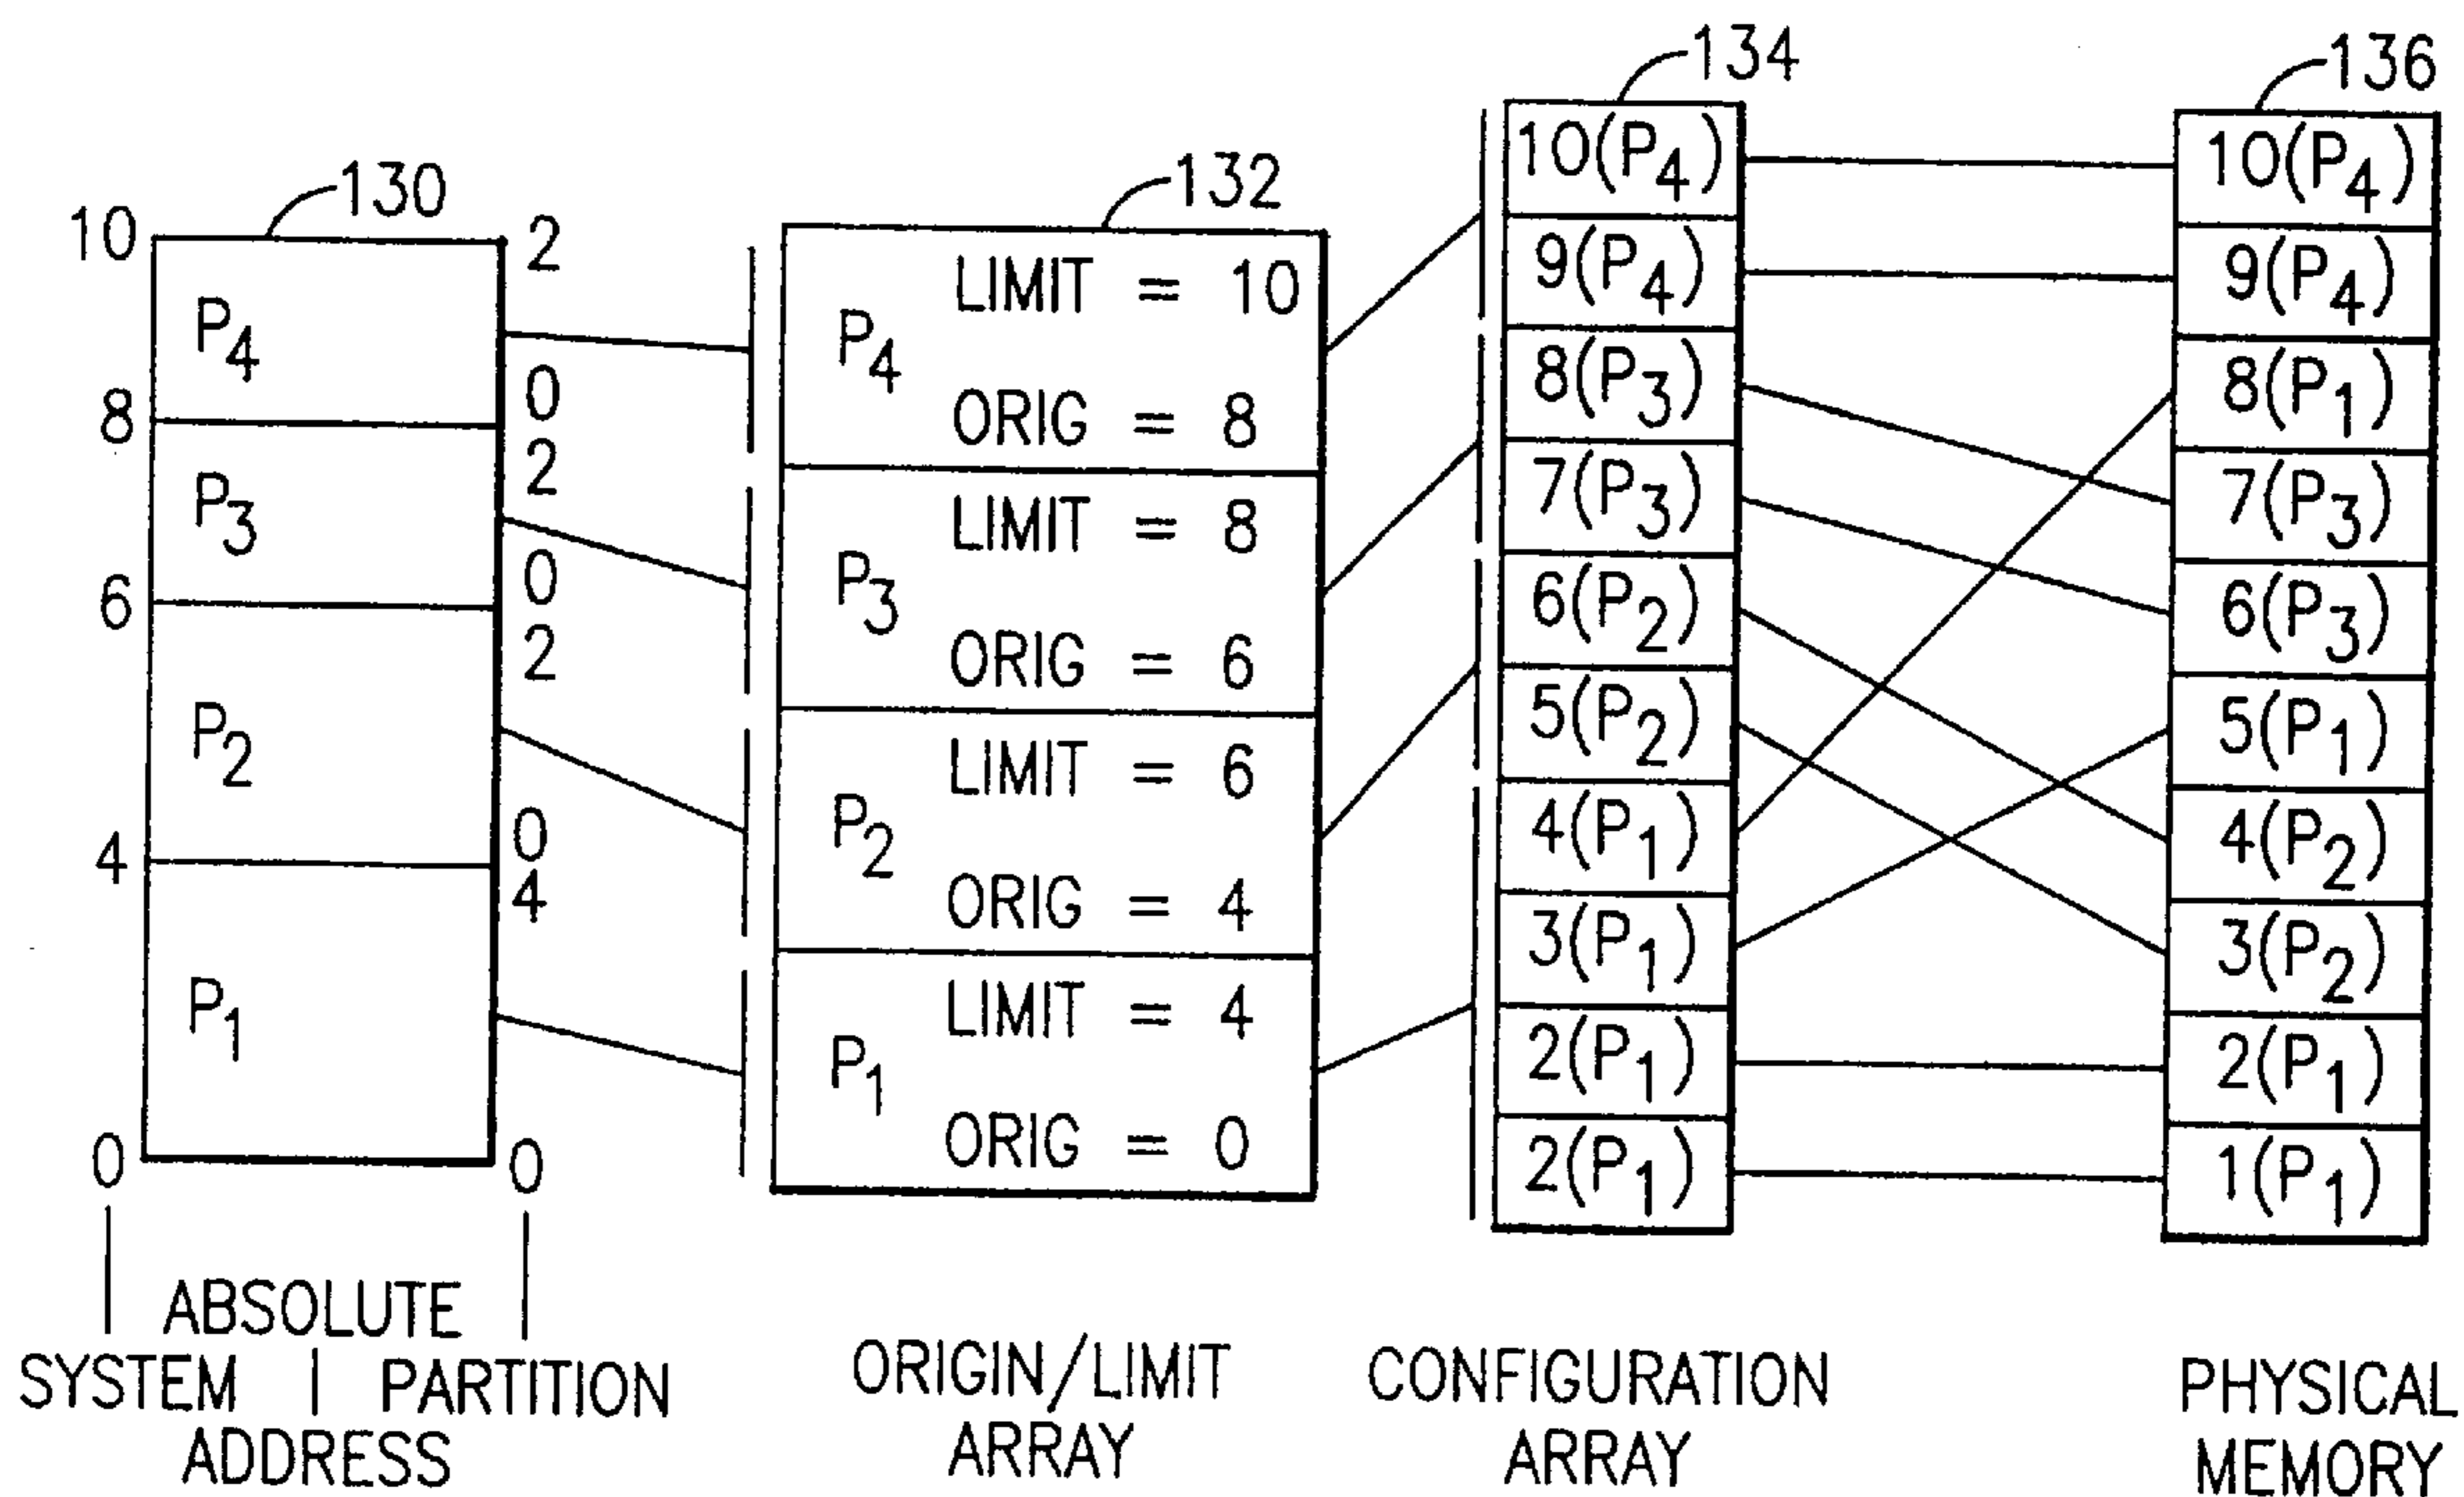 130
10
2
P4
0
8
2
P3
0
6
2
P2
0
4
4
P1
0
0
ABSOLUTE
SYSTEM | PARTITION
ADDRESS
132
LIMIT = 10
P4
ORIG = 8
LIMIT = 8
P3
ORIG = 6
LIMIT = 6
P2
ORIG = 4
LIMIT = 4
P1
ORIG = 0
ORIGIN/LIMIT
ARRAY
134
10(P4)
9(P4)
8(P3)
7(P3)
6(P2)
5(P2)
4(P1)
3(P1)
2(P1)
2(P1)
CONFIGURATION
ARRAY
136
10(P4)
9(P4)
8(P1)
7(P3)
6(P3)
5(P1)
4(P2)
3(P2)
2(P1)
1(P1)
PHYSICAL
MEMORY